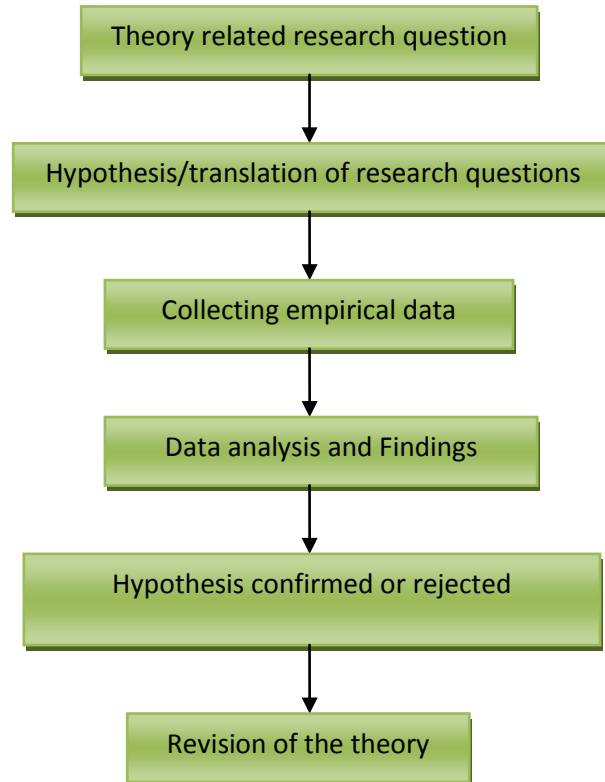 Theory related research question
Hypothesis/translation of research questions
Collecting empirical data
Data analysis and Findings
Hypothesis confirmed or rejected
Revision of the theory